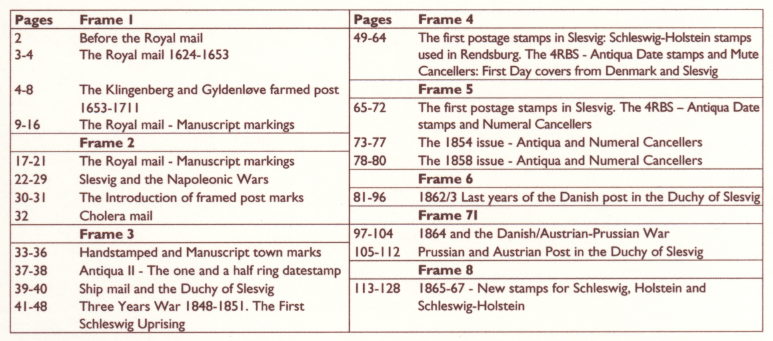 Pages Frame I
2 Before the Royal mail
3-4 The Royal mail 1624-1653
4-8 The Klingenberg and Gyldenløve farmed post
1653-1711
9-16 The Royal mail - Manuscript markings
Frame 2
17-21 The Royal mail - Manuscript markings
22-29 Slesvig and the Napoleonic Wars
30-31 The Introduction of framed post marks
32 Cholera mail
Frame 3
33-36 Handstamped and Manuscript town marks
37-38 Antiqua II - The one and a half ring datestamp
39-40 Ship mail and the Duchy of Slesvig
41-48 Three Years War 1848-1851. The First
Schleswig Uprising
Pages Frame 4
49-64 The first postage stamps in Slesvig: Schleswig-Holstein stamps
used in Rendsburg. The 4RBS - Antiqua Date stamps and Mute
Cancellers: First Day covers from Denmark and Slesvig
Frame 5
65-72 The first postage stamps in Slesvig. The 4RBS – Antiqua Date
stamps and Numeral Cancellers
73-77 The 1854 issue - Antiqua and Numeral Cancellers
78-80 The 1858 issue - Antiqua and Numeral Cancellers
Frame 6
81-96 1862/3 Last years of the Danish post in the Duchy of Slesvig
Frame 7I
97-104 1864 and the Danish/Austrian-Prussian War
105-112 Prussian and Austrian Post in the Duchy of Slesvig
Frame 8
113-128 1865-67 - New stamps for Schleswig, Holstein and
Schleswig-Holstein